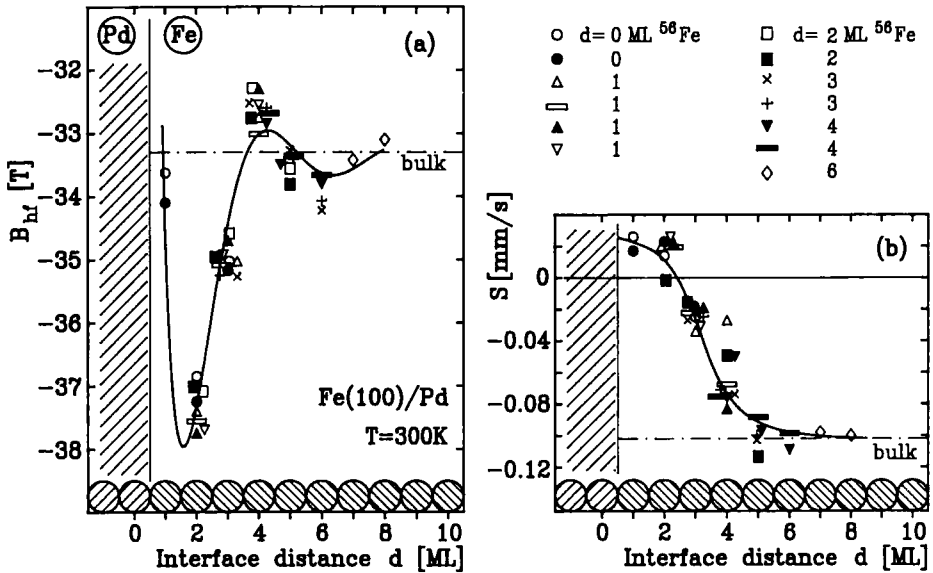 Pd Fe (a)
−32
−33
−34
−35
−36
−37
−38
B_hf [T]
bulk
Fe(100)/Pd
T=300K
0 2 4 6 8 10
Interface distance d [ML]
○ d= 0 ML ⁵⁶Fe □ d= 2 ML ⁵⁶Fe
● 0 ■ 2
△ 1 × 3
▭ 1 + 3
▲ 1 ▼ 4
▽ 1 ▬ 4
◇ 6
(b)
0
−0.04
−0.08
−0.12
S [mm/s]
bulk
0 2 4 6 8 10
Interface distance d [ML]